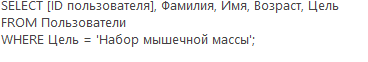 SELECT [ID пользователя], Фамилия, Имя, Возраст, Цель
FROM Пользователи
WHERE Цель = 'Набор мышечной массы';